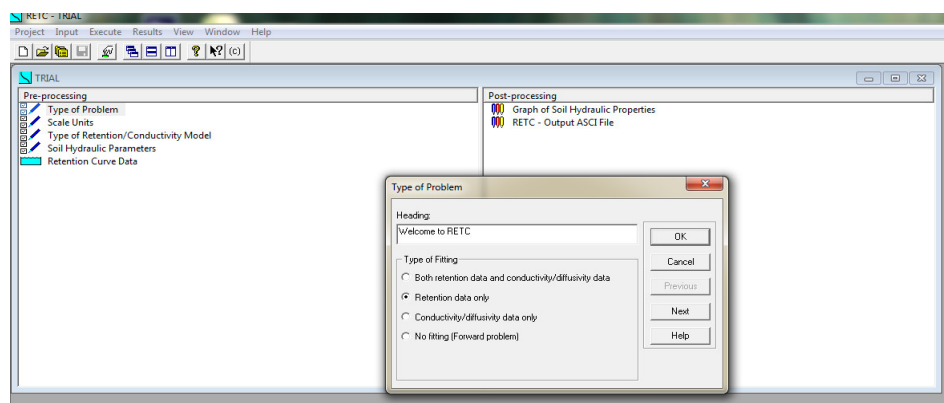 RETC - TRIAL
Project Input Execute Results View Window Help
(c)
TRIAL
Pre-processing
Type of Problem
Scale Units
Type of Retention/Conductivity Model
Soil Hydraulic Parameters
Retention Curve Data
Post-processing
Graph of Soil Hydraulic Properties
RETC - Output ASCI File
Type of Problem
Heading:
Welcome to RETC
Type of Fitting
Both retention data and conductivity/diffusivity data
Retention data only
Conductivity/diffusivity data only
No fitting (Forward problem)
OK
Cancel
Previous
Next
Help